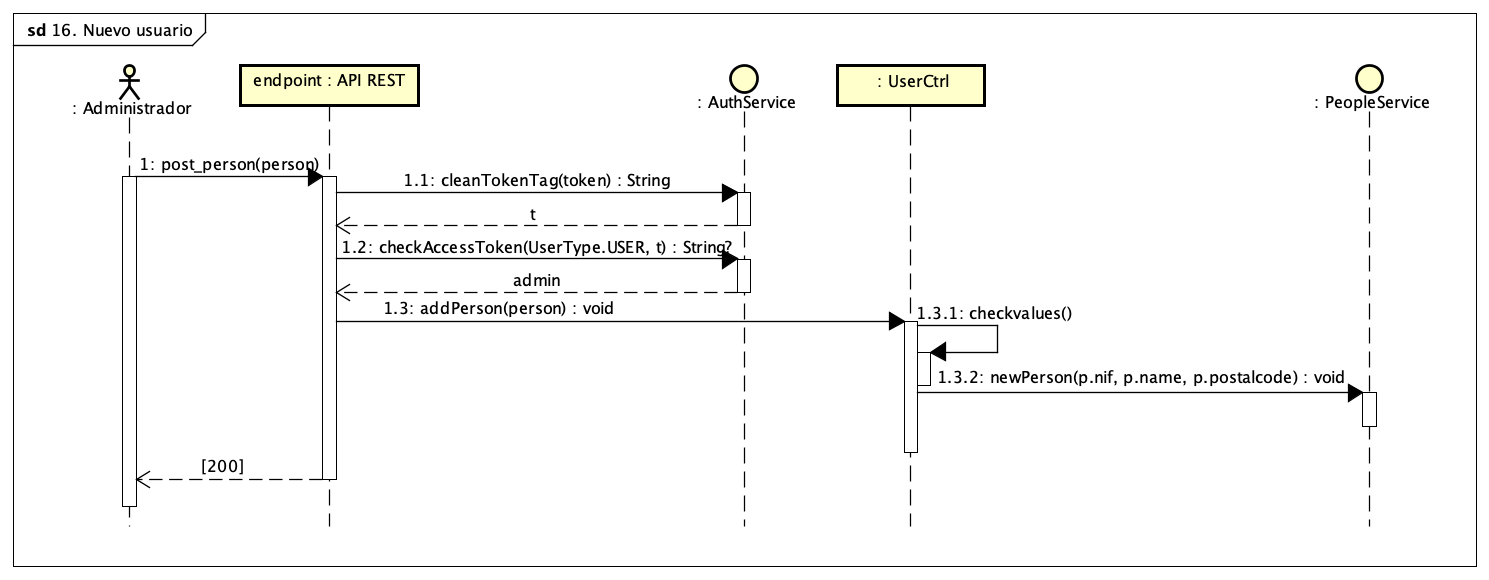 sd 16. Nuevo usuario
: Administrador
endpoint : API REST
: AuthService
: UserCtrl
: PeopleService
1: post_person(person)
1.1: cleanTokenTag(token) : String
t
1.2: checkAccessToken(UserType.USER, t) : String?
admin
1.3: addPerson(person) : void
1.3.1: checkvalues()
1.3.2: newPerson(p.nif, p.name, p.postalcode) : void
[200]